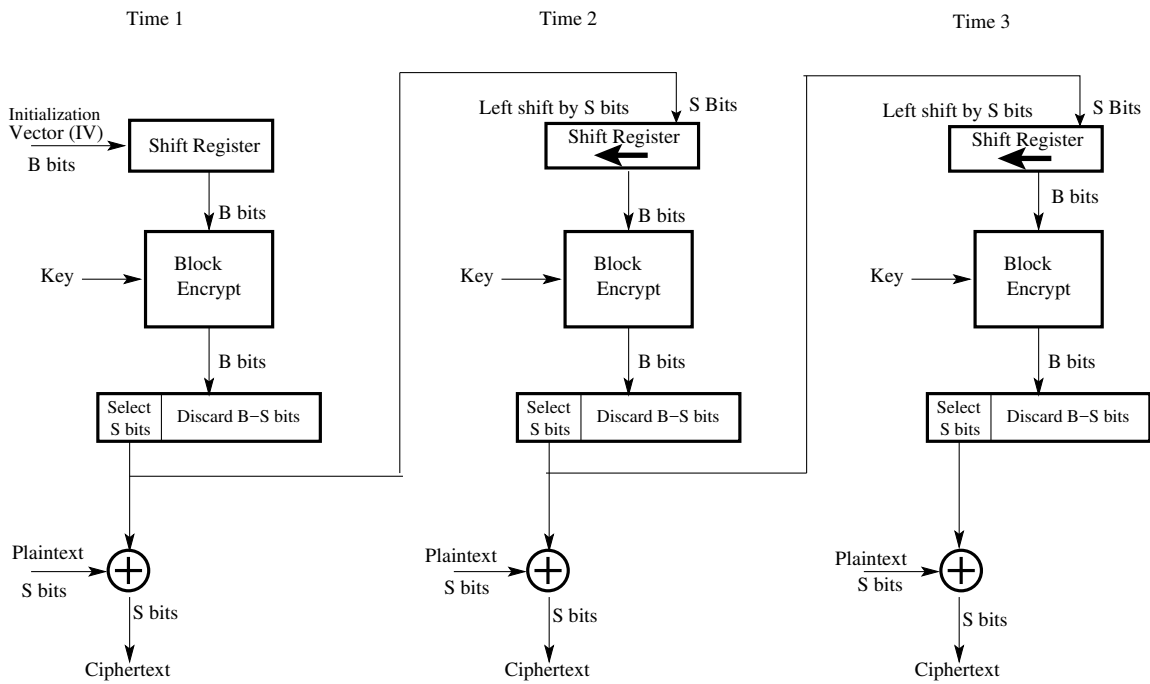 Time 1
Time 2
Time 3
Initialization
Vector (IV)
B bits
Shift Register
Left shift by S bits
S Bits
Shift Register
Left shift by S bits
S Bits
Shift Register
B bits
B bits
B bits
Key
Block
Encrypt
Key
Block
Encrypt
Key
Block
Encrypt
B bits
B bits
B bits
Select
S bits
Discard B−S bits
Select
S bits
Discard B−S bits
Select
S bits
Discard B−S bits
Plaintext
S bits
S bits
Ciphertext
Plaintext
S bits
S bits
Ciphertext
Plaintext
S bits
S bits
Ciphertext